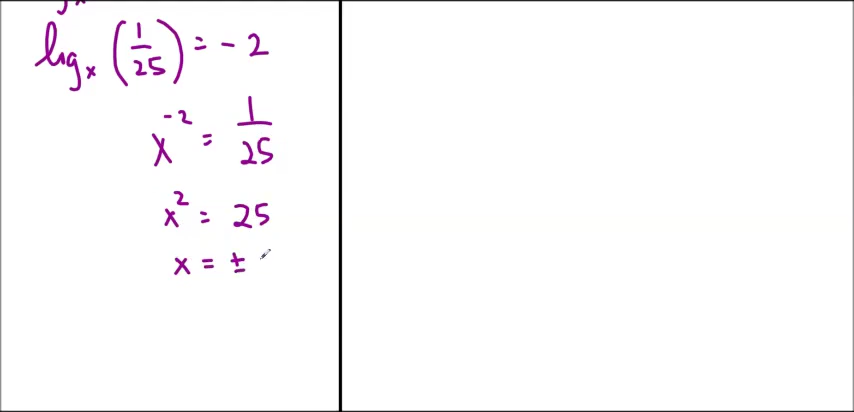 log_x (1/25) = -2
x^-2 = 1/25
x^2 = 25
x = ±